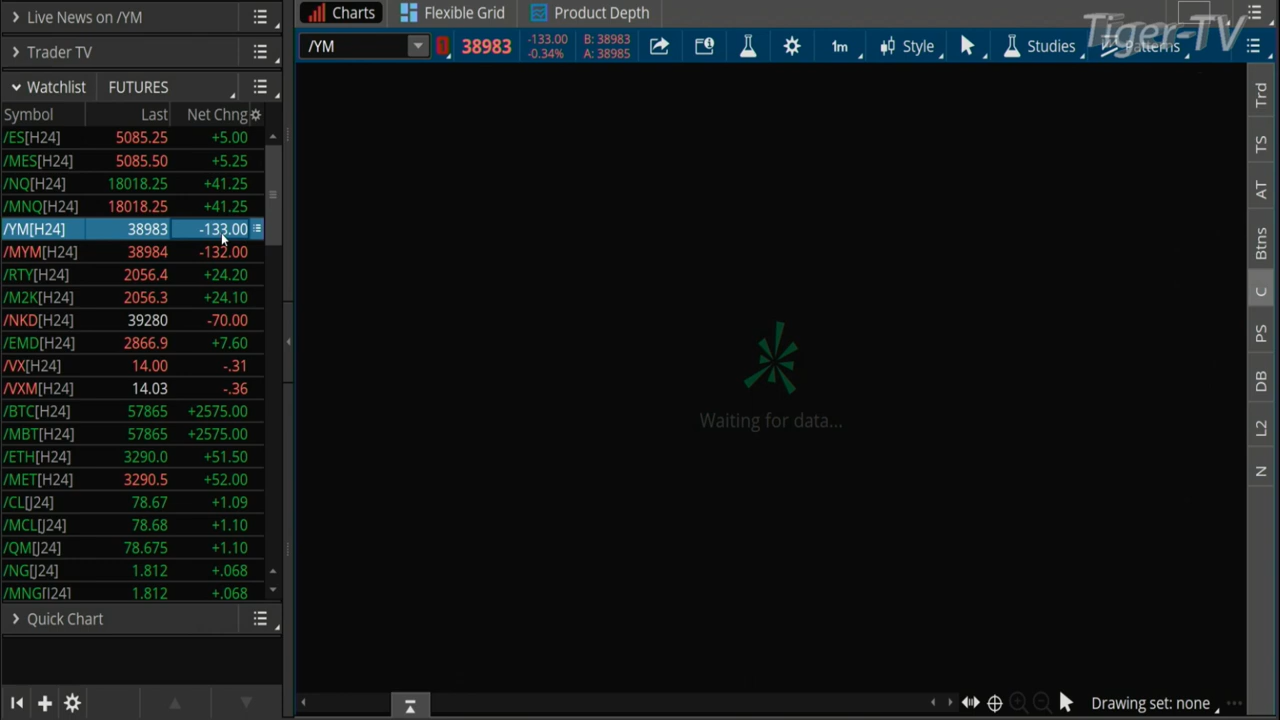 Live News on /YM
Trader TV
Watchlist FUTURES
Symbol Last Net Chng
/ES[H24] 5085.25 +5.00
/MES[H24] 5085.50 +5.25
/NQ[H24] 18018.25 +41.25
/MNQ[H24] 18018.25 +41.25
/YM[H24] 38983 -133.00
/MYM[H24] 38984 -132.00
/RTY[H24] 2056.4 +24.20
/M2K[H24] 2056.3 +24.10
/NKD[H24] 39280 -70.00
/EMD[H24] 2866.9 +7.60
/VX[H24] 14.00 -.31
/VXM[H24] 14.03 -.36
/BTC[H24] 57865 +2575.00
/MBT[H24] 57865 +2575.00
/ETH[H24] 3290.0 +51.50
/MET[H24] 3290.5 +52.00
/CL[J24] 78.67 +1.09
/MCL[J24] 78.68 +1.10
/QM[J24] 78.675 +1.10
/NG[J24] 1.812 +.068
/MNG[J24] 1.812 +.068
Quick Chart
Charts Flexible Grid Product Depth
Tiger-TV
/YM 38983 -133.00 B: 38983 1m Style Studies Patterns
-0.34% A: 38985
Waiting for data...
Trd
TS
AT
Btns
C
PS
DB
L2
N
Drawing set: none